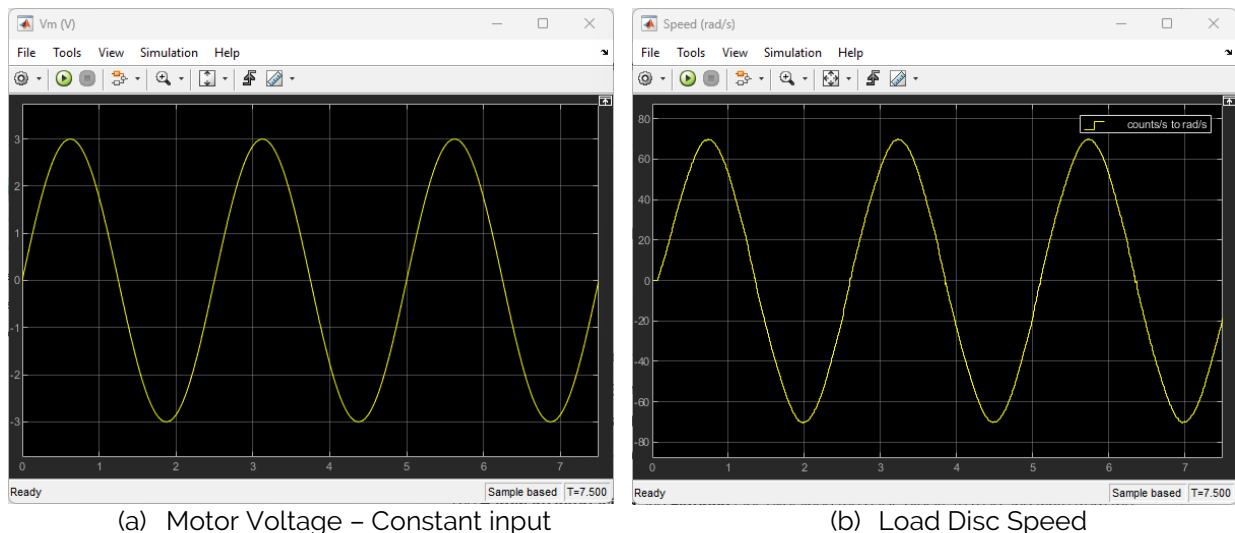 Vm (V)
File Tools View Simulation Help
3
2
1
0
-1
-2
-3
0 1 2 3 4 5 6 7
Ready Sample based T=7.500
(a) Motor Voltage – Constant input
Speed (rad/s)
File Tools View Simulation Help
counts/s to rad/s
80
60
40
20
0
-20
-40
-60
-80
0 1 2 3 4 5 6 7
Ready Sample based T=7.500
(b) Load Disc Speed